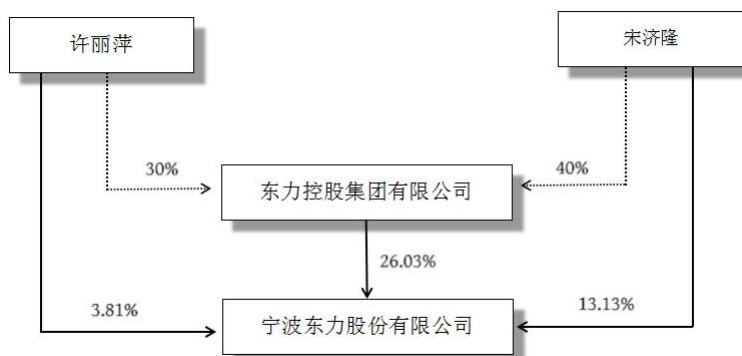 许丽萍
宋济隆
30%
40%
东力控股集团有限公司
26.03%
3.81%
13.13%
宁波东力股份有限公司